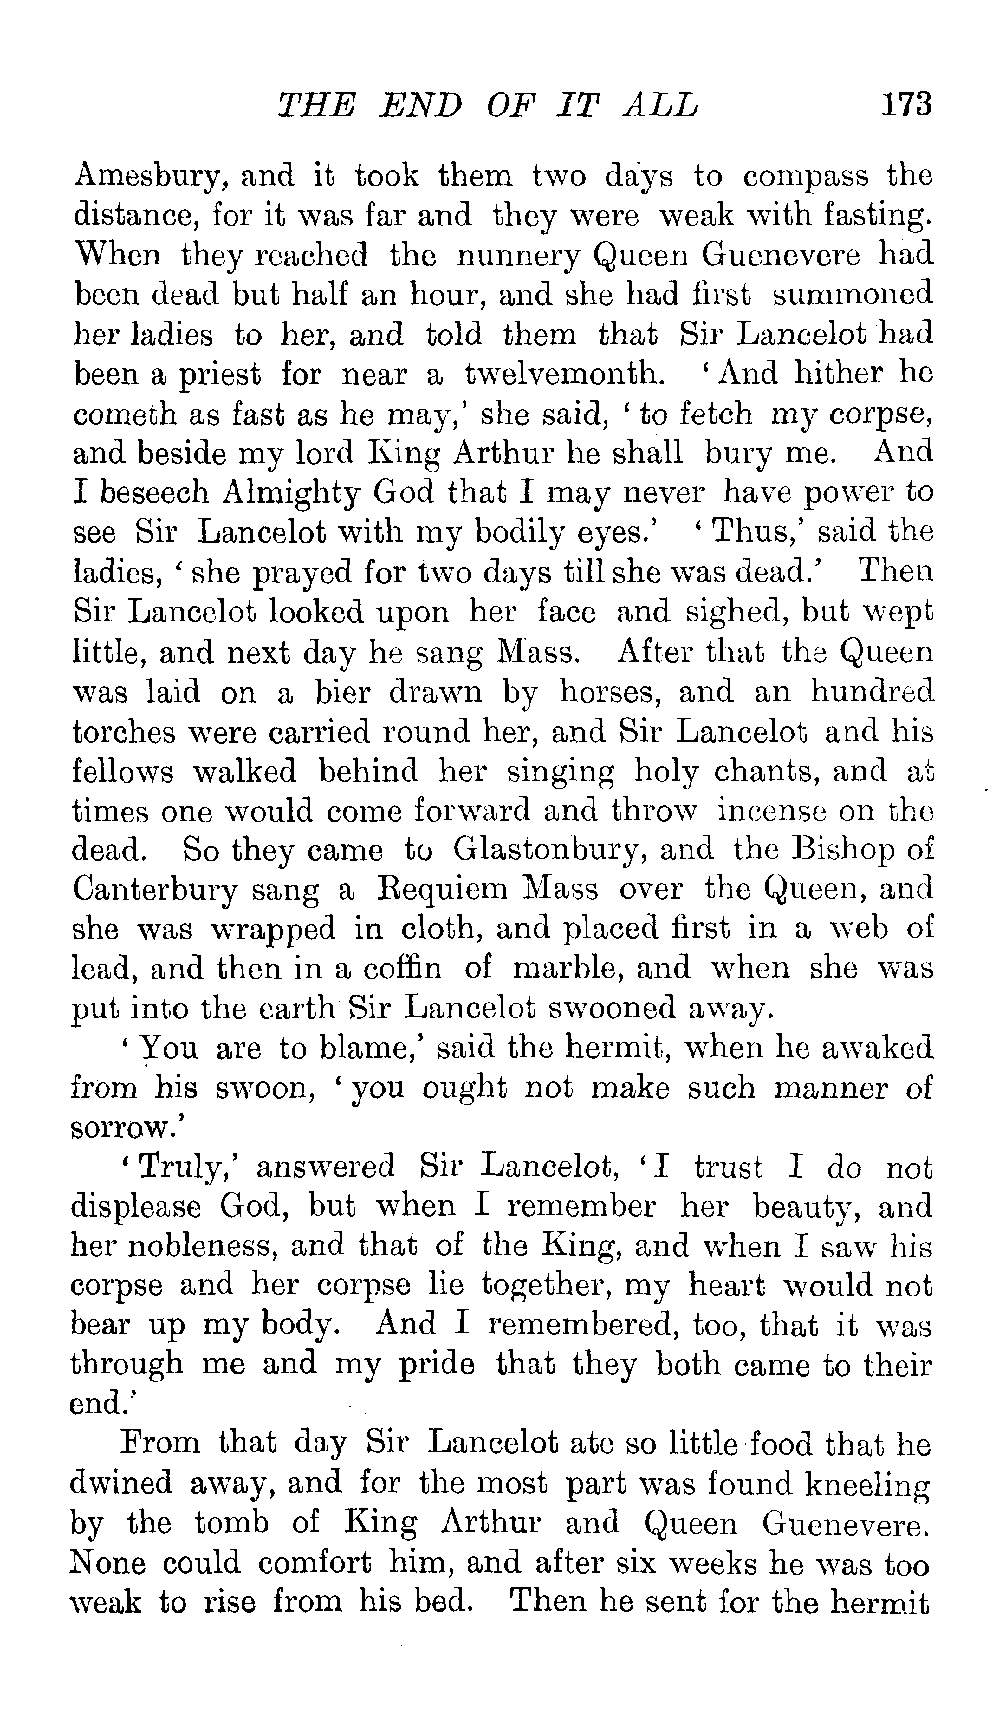 THE END OF IT ALL 173
Amesbury, and it took them two days to compass the
distance, for it was far and they were weak with fasting.
When they reached the nunnery Queen Guenevere had
been dead but half an hour, and she had first summoned
her ladies to her, and told them that Sir Lancelot had
been a priest for near a twelvemonth. ‘And hither he
cometh as fast as he may,’ she said, ‘to fetch my corpse,
and beside my lord King Arthur he shall bury me. And
I beseech Almighty God that I may never have power to
see Sir Lancelot with my bodily eyes.’ ‘Thus,’ said the
ladies, ‘she prayed for two days till she was dead.’ Then
Sir Lancelot looked upon her face and sighed, but wept
little, and next day he sang Mass. After that the Queen
was laid on a bier drawn by horses, and an hundred
torches were carried round her, and Sir Lancelot and his
fellows walked behind her singing holy chants, and at
times one would come forward and throw incense on the
dead. So they came to Glastonbury, and the Bishop of
Canterbury sang a Requiem Mass over the Queen, and
she was wrapped in cloth, and placed first in a web of
lead, and then in a coffin of marble, and when she was
put into the earth Sir Lancelot swooned away.
‘You are to blame,’ said the hermit, when he awaked
from his swoon, ‘you ought not make such manner of
sorrow.’
‘Truly,’ answered Sir Lancelot, ‘I trust I do not
displease God, but when I remember her beauty, and
her nobleness, and that of the King, and when I saw his
corpse and her corpse lie together, my heart would not
bear up my body. And I remembered, too, that it was
through me and my pride that they both came to their
end.’
From that day Sir Lancelot ate so little food that he
dwined away, and for the most part was found kneeling
by the tomb of King Arthur and Queen Guenevere.
None could comfort him, and after six weeks he was too
weak to rise from his bed. Then he sent for the hermit